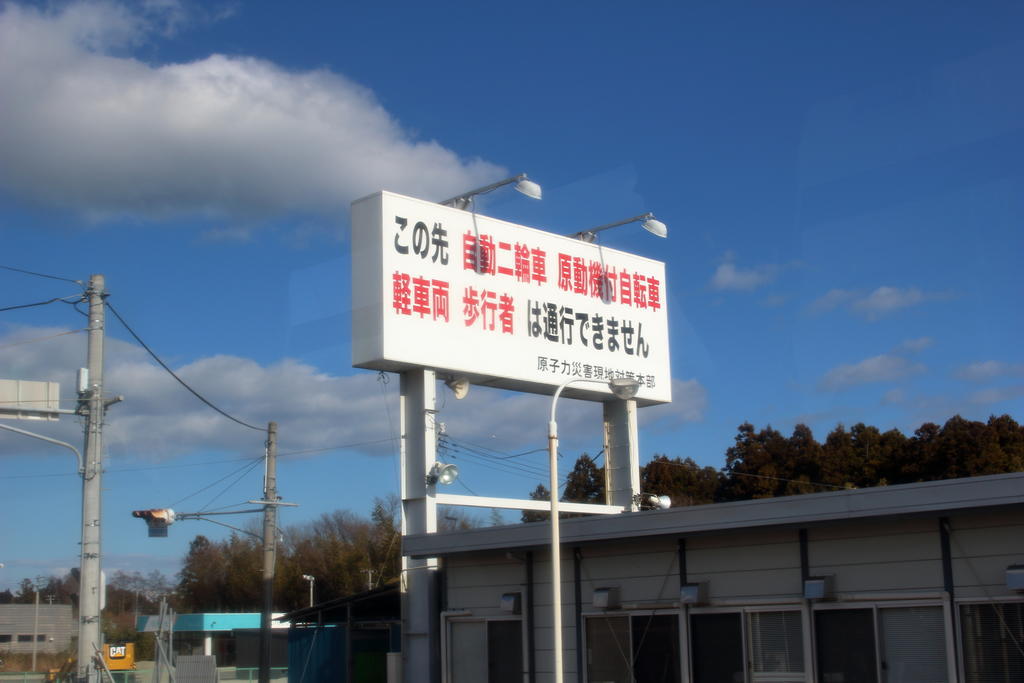 この先 自動二輪車 原動機付自転車
軽車両 歩行者 は通行できません
原子力災害現地対策本部
CAT